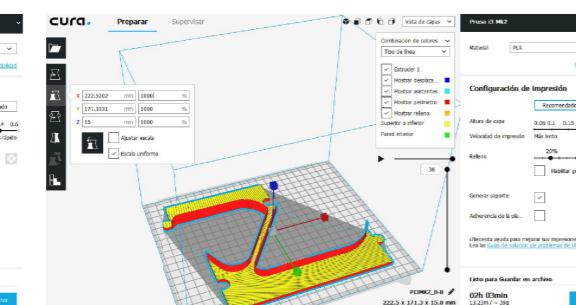 cura.
Preparar
Supervisar
Vista de capas
Prusa i3 Mk2
Combinación de colores
Tipo de línea
Extruder 1
Mostrar desplaza...
Mostrar asistentes
Mostrar perímetro
Mostrar relleno
Superior o inferior
Pared interior
X 222.5202 mm 1000 %
Y 171.3331 mm 1000 %
Z 15 mm 1000 %
Ajustar escala
Escala uniforme
36
Material
PLA
Configuración de impresión
Recomendado
Altura de capa
0.06 0.1 0.15
Velocidad de impresión
Más lento
Relleno
20%
Habilitar
Generar soporte
Adherencia de la pla...
¿Necesita ayuda para mejorar sus impresiones
Lea las Guías de solución de problemas de
Listo para Guardar en archivo
02h 03min
13.23m / ~ 39g
222.5 x 171.3 x 15.0 mm